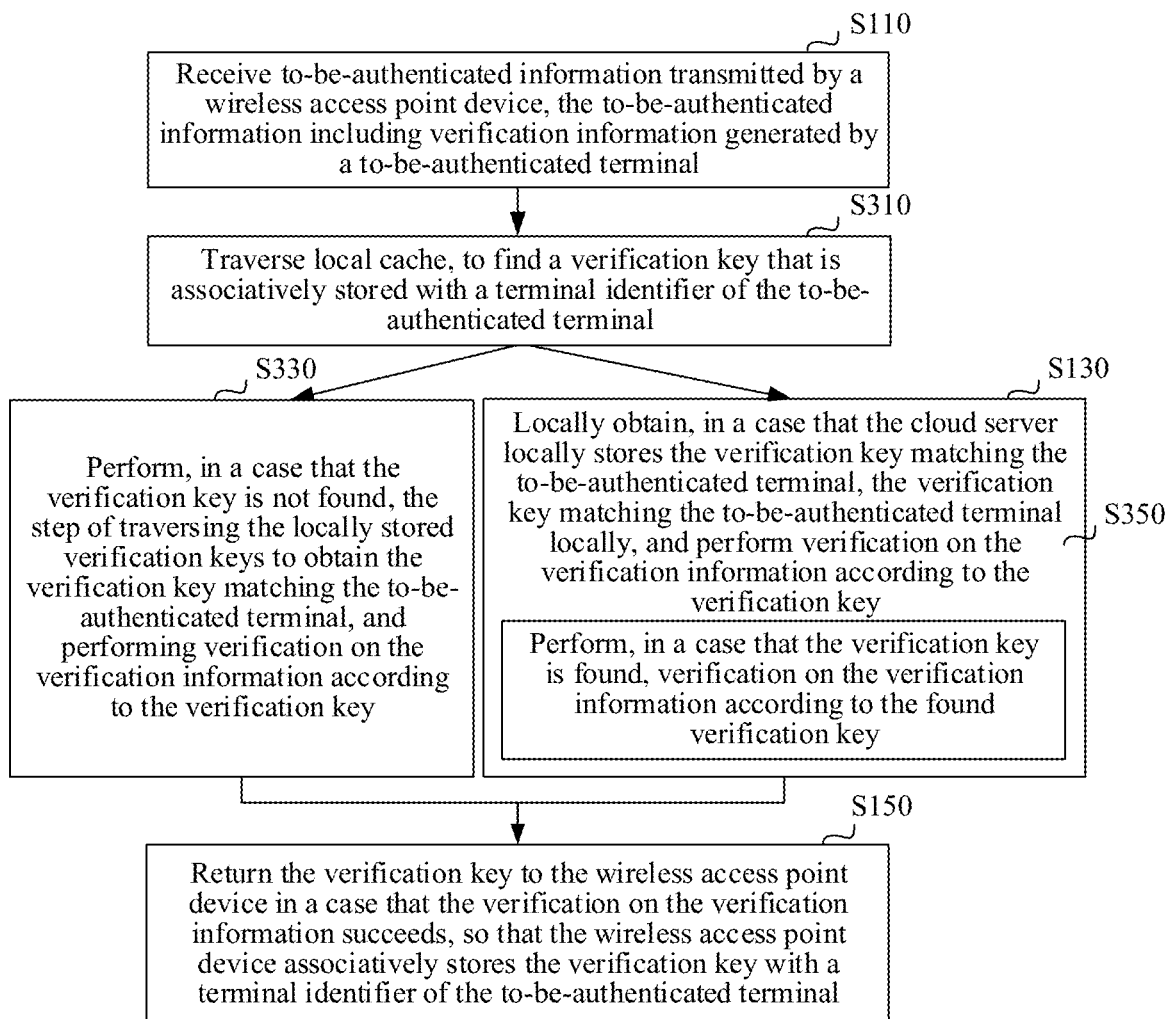 S110
Receive to-be-authenticated information transmitted by a
wireless access point device, the to-be-authenticated
information including verification information generated by
a to-be-authenticated terminal
S310
Traverse local cache, to find a verification key that is
associatively stored with a terminal identifier of the to-be-
authenticated terminal
S330
Perform, in a case that the
verification key is not found, the
step of traversing the locally stored
verification keys to obtain the
verification key matching the to-be-
authenticated terminal, and
performing verification on the
verification information according
to the verification key
S130
Locally obtain, in a case that the cloud server
locally stores the verification key matching the
to-be-authenticated terminal, the verification
key matching the to-be-authenticated terminal
locally, and perform verification on the
verification information according to the
verification key
S350
Perform, in a case that the verification key
is found, verification on the verification
information according to the found
verification key
S150
Return the verification key to the wireless access point
device in a case that the verification on the verification
information succeeds, so that the wireless access point
device associatively stores the verification key with a
terminal identifier of the to-be-authenticated terminal